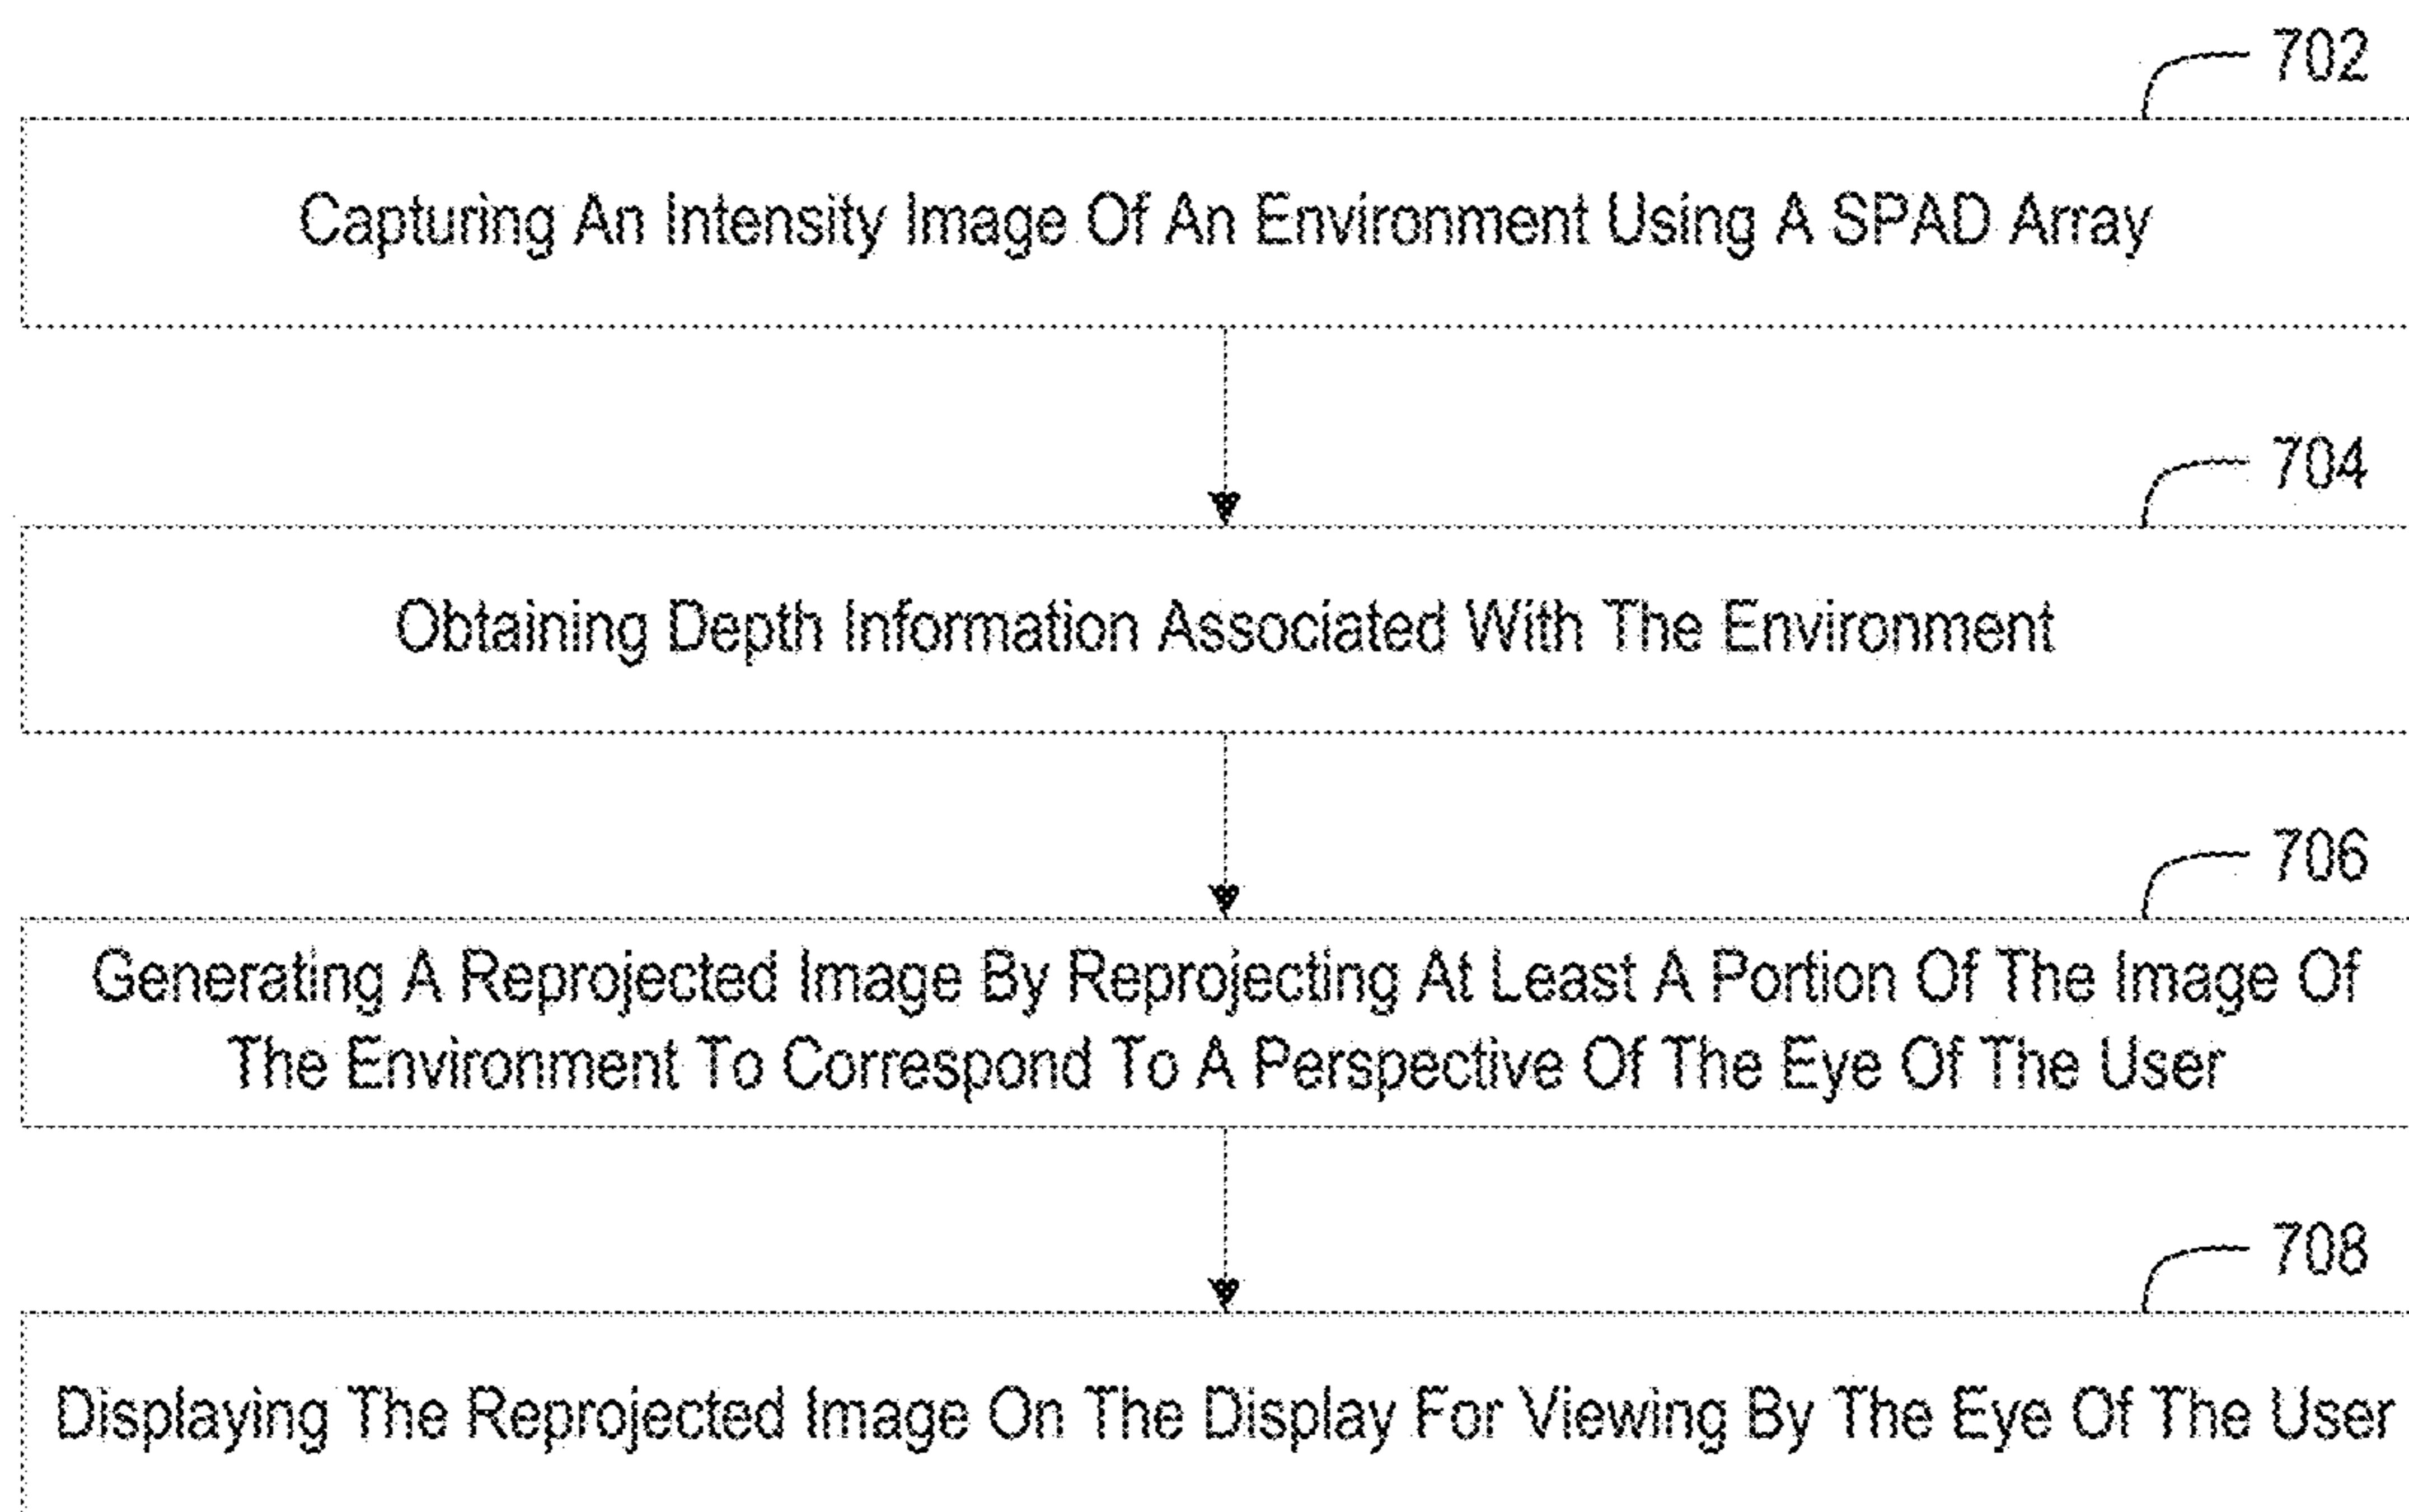 702
Capturing An Intensity Image Of An Environment Using A SPAD Array
704
Obtaining Depth Information Associated With The Environment
706
Generating A Reprojected Image By Reprojecting At Least A Portion Of The Image Of
The Environment To Correspond To A Perspective Of The Eye Of The User
708
Displaying The Reprojected Image On The Display For Viewing By The Eye Of The User